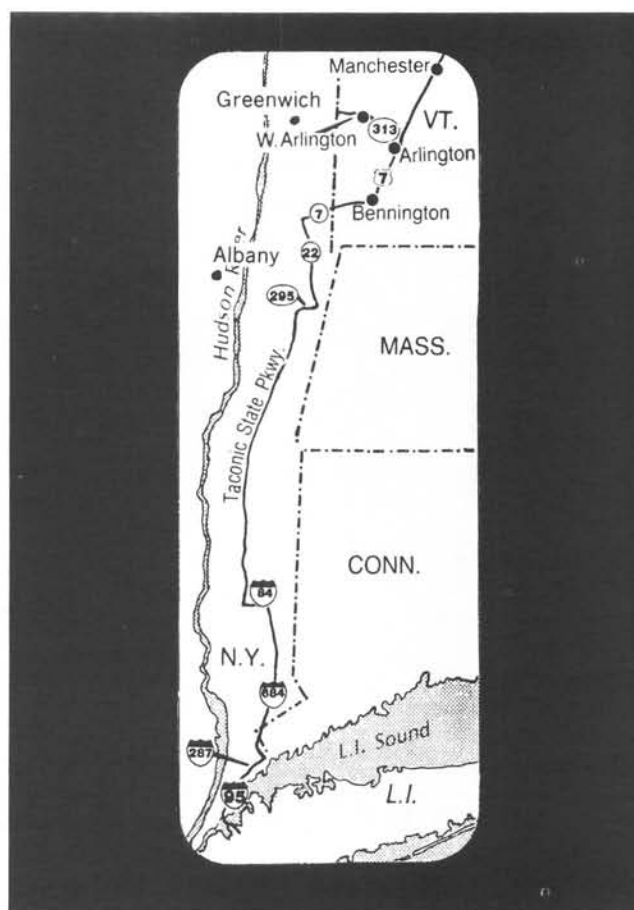 Manchester
Greenwich
313
VT.
W. Arlington
Arlington
7
7
Bennington
22
Albany
Hudson River
295
MASS.
Taconic State Pkwy.
CONN.
84
N.Y.
684
L.I. Sound
287
95
L.I.